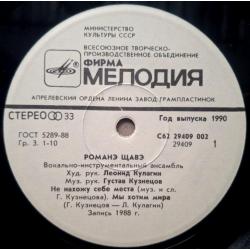 МИНИСТЕРСТВО
КУЛЬТУРЫ СССР
ВСЕСОЮЗНОЕ ТВОРЧЕСКО-
ПРОИЗВОДСТВЕННОЕ ОБЪЕДИНЕНИЕ
ФИРМА
МЕЛОДИЯ
АПРЕЛЕВСКИЙ ОРДЕНА ЛЕНИНА ЗАВОД ГРАМПЛАСТИНОК
СТЕРЕО 33
Год выпуска 1990
ГОСТ 5289-88
Гр. 3. 1-10
С62 29409 002
29409 1
РОМАНЭ ЩАВЭ
Вокально-инструментальный ансамбль
Худ. рук. Леонид Кулагин
Муз. рук. Густав Кузнецов
Не нахожу себе места (муз. и сл.
Г. Кузнецова). Мы хотим мира
(Г. Кузнецов — Л. Кулагин)
Запись 1988 г.